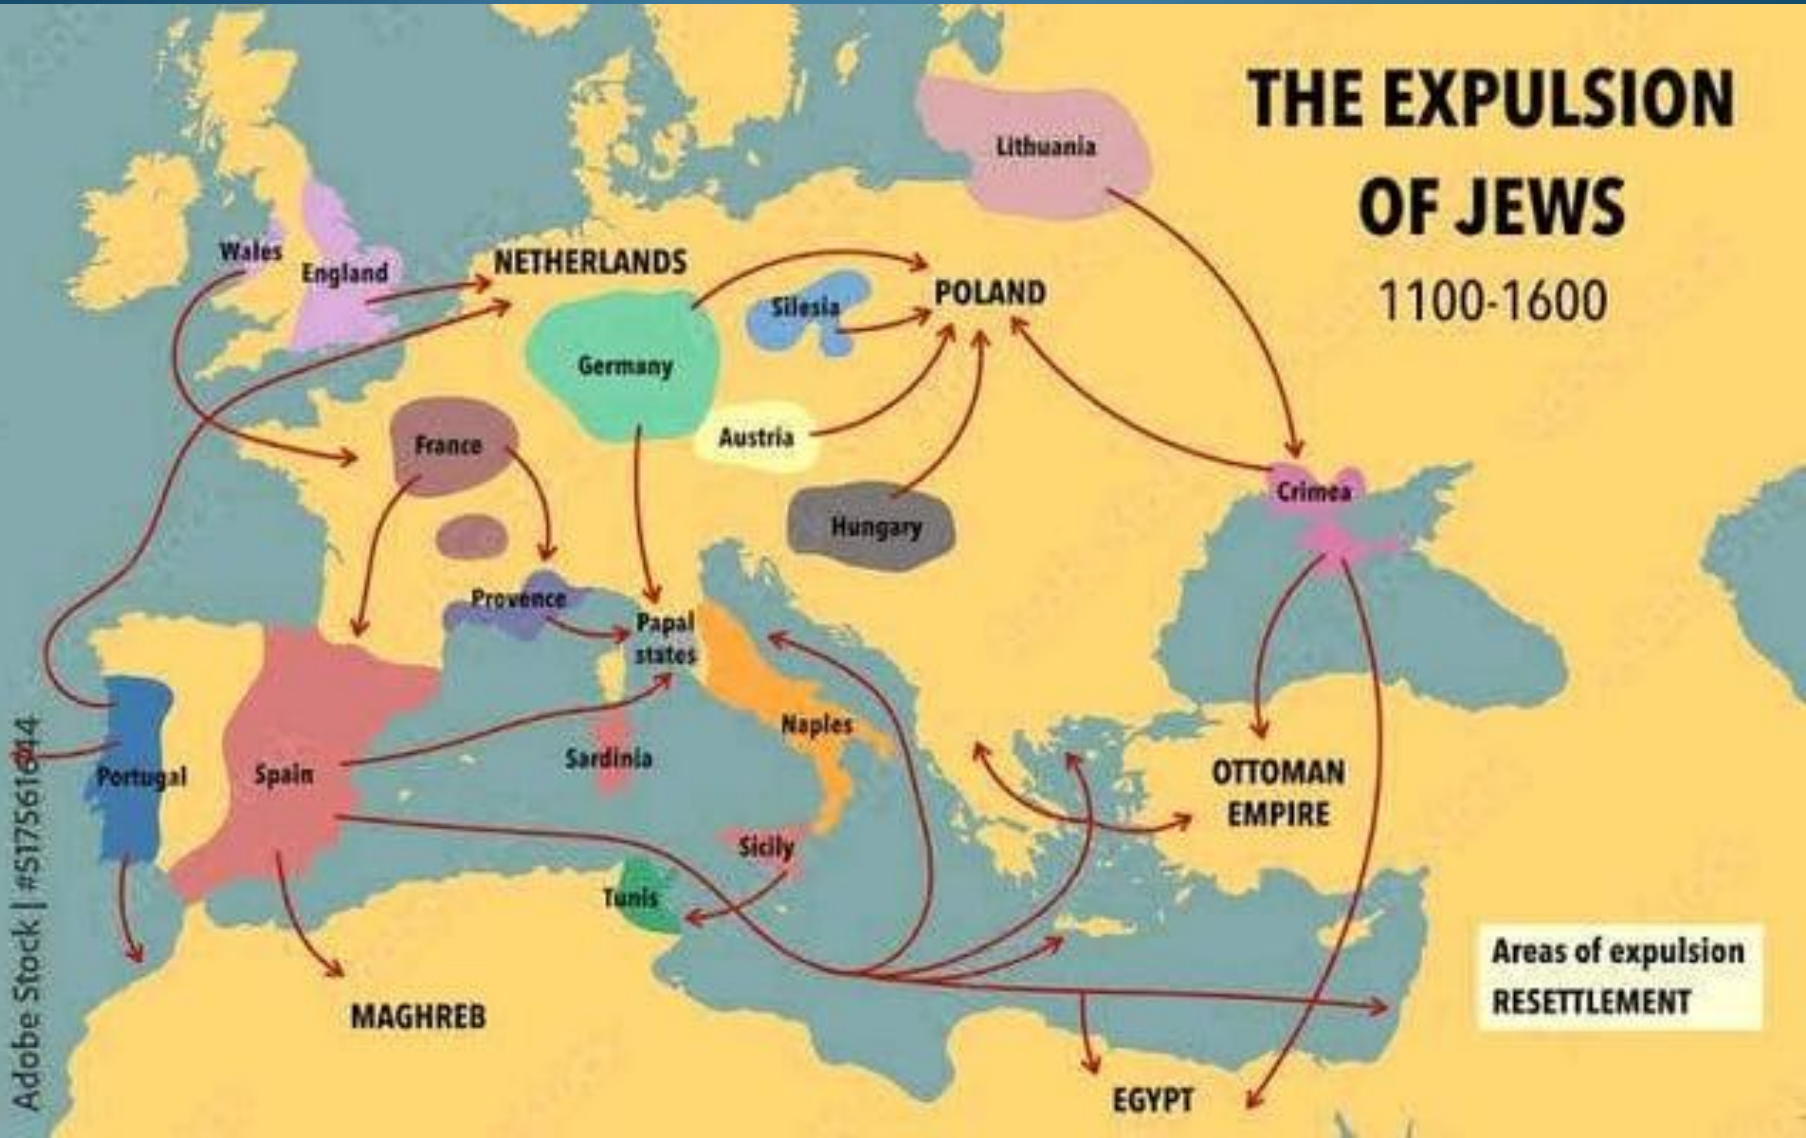 THE EXPULSION
OF JEWS
1100-1600
Lithuania
Wales
England
NETHERLANDS
POLAND
Silesia
Germany
France
Austria
Crimea
Hungary
Provence
Papal
states
Naples
Sardinia
Portugal
Spain
OTTOMAN
EMPIRE
Sicily
Tunis
MAGHREB
EGYPT
Areas of expulsion
RESETTLEMENT
Adobe Stock | #517561644